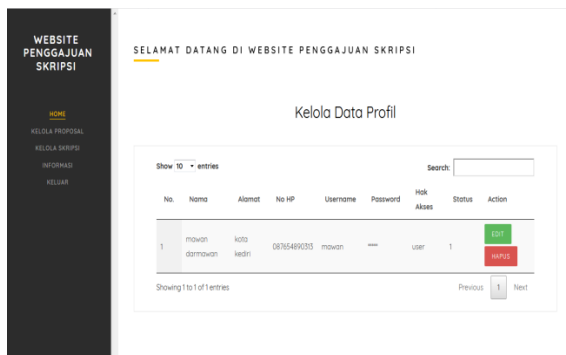 WEBSITE
PENGGAJUAN
SKRIPSI
HOME
KELOLA PROPOSAL
KELOLA SKRIPSI
INFORMASI
KELUAR
SELAMAT DATANG DI WEBSITE PENGGAJUAN SKRIPSI
Kelola Data Profil
Show 10 entries
Search:
No. Nama Alamat No HP Username Password Hak Akses Status Action
1 mawan darmawan kota kediri 087654890313 mawan **** user 1 EDIT
HAPUS
Showing 1 to 1 of 1 entries
Previous 1 Next